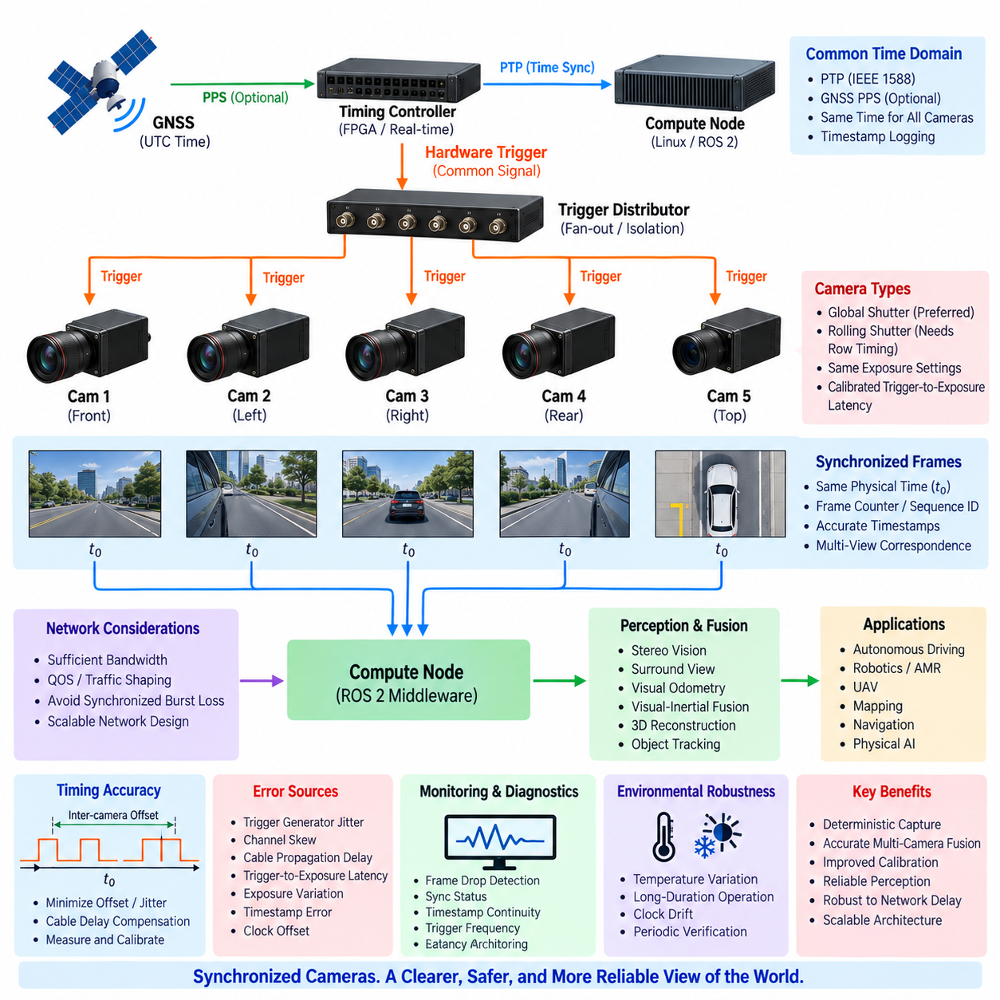 GNSS
(UTC Time)
PPS (Optional)
Timing Controller
(FPGA / Real-time)
PTP (Time Sync)
Compute Node
(Linux / ROS 2)
Common Time Domain
• PTP (IEEE 1588)
• GNSS PPS (Optional)
• Same Time for All Cameras
• Timestamp Logging
Hardware Trigger
(Common Signal)
Trigger Distributor
(Fan-out / Isolation)
Trigger
Trigger
Trigger
Trigger
Trigger
Cam 1
(Front)
Cam 2
(Left)
Cam 3
(Right)
Cam 4
(Rear)
Cam 5
(Top)
Camera Types
• Global Shutter (Preferred)
• Rolling Shutter (Needs
Row Timing)
• Same Exposure Settings
• Calibrated Trigger-to-Exposure
Latency
t₀
t₀
t₀
t₀
t₀
Synchronized Frames
• Same Physical Time (t₀)
• Frame Counter / Sequence ID
• Accurate Timestamps
• Multi-View Correspondence
Network Considerations
• Sufficient Bandwidth
• QOS / Traffic Shaping
• Avoid Synchronized Burst Loss
• Scalable Network Design
Compute Node
(ROS 2 Middleware)
Perception & Fusion
• Stereo Vision
• Surround View
• Visual Odometry
• Visual-Inertial Fusion
• 3D Reconstruction
• Object Tracking
Applications
• Autonomous Driving
• Robotics / AMR
• UAV
• Mapping
• Navigation
• Physical AI
Timing Accuracy
Inter-camera Offset
t₀
• Minimize Offset / Jitter
• Cable Delay Compensation
• Measure and Calibrate
Error Sources
• Trigger Generator Jitter
• Channel Skew
• Cable Propagation Delay
• Trigger-to-Exposure Latency
• Exposure Variation
• Timestamp Error
• Clock Offset
Monitoring & Diagnostics
• Frame Drop Detection
• Sync Status
• Timestamp Continuity
• Trigger Frequency
• Eatancy Architoring
Environmental Robustness
• Temperature Variation
• Long-Duration Operation
• Clock Drift
• Periodic Verification
Key Benefits
• Deterministic Capture
• Accurate Multi-Camera Fusion
• Improved Calibration
• Reliable Perception
• Robust to Network Delay
• Scalable Architecture
Synchronized Cameras. A Clearer, Safer, and More Reliable View of the World.